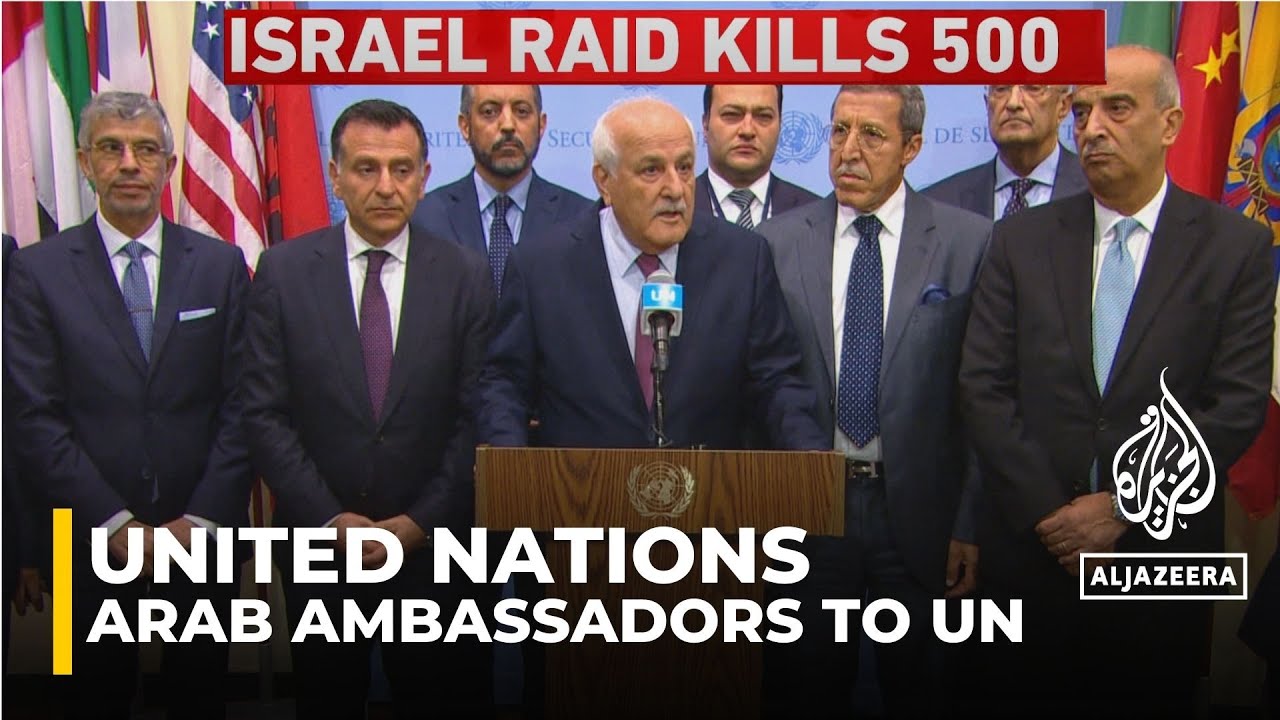 ISRAEL RAID KILLS 500
UN
UNITED NATIONS
ARAB AMBASSADORS TO UN
الجزيرة
ALJAZEERA